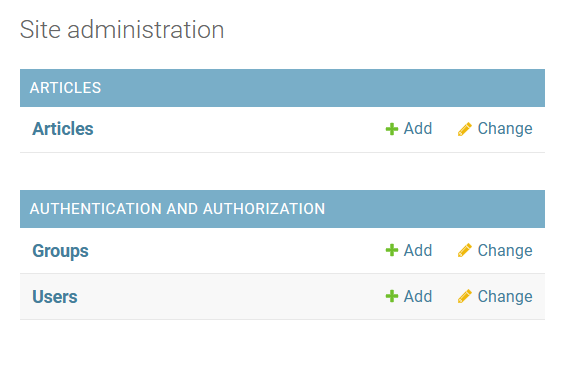 Site administration
ARTICLES
Articles Add Change
AUTHENTICATION AND AUTHORIZATION
Groups Add Change
Users Add Change